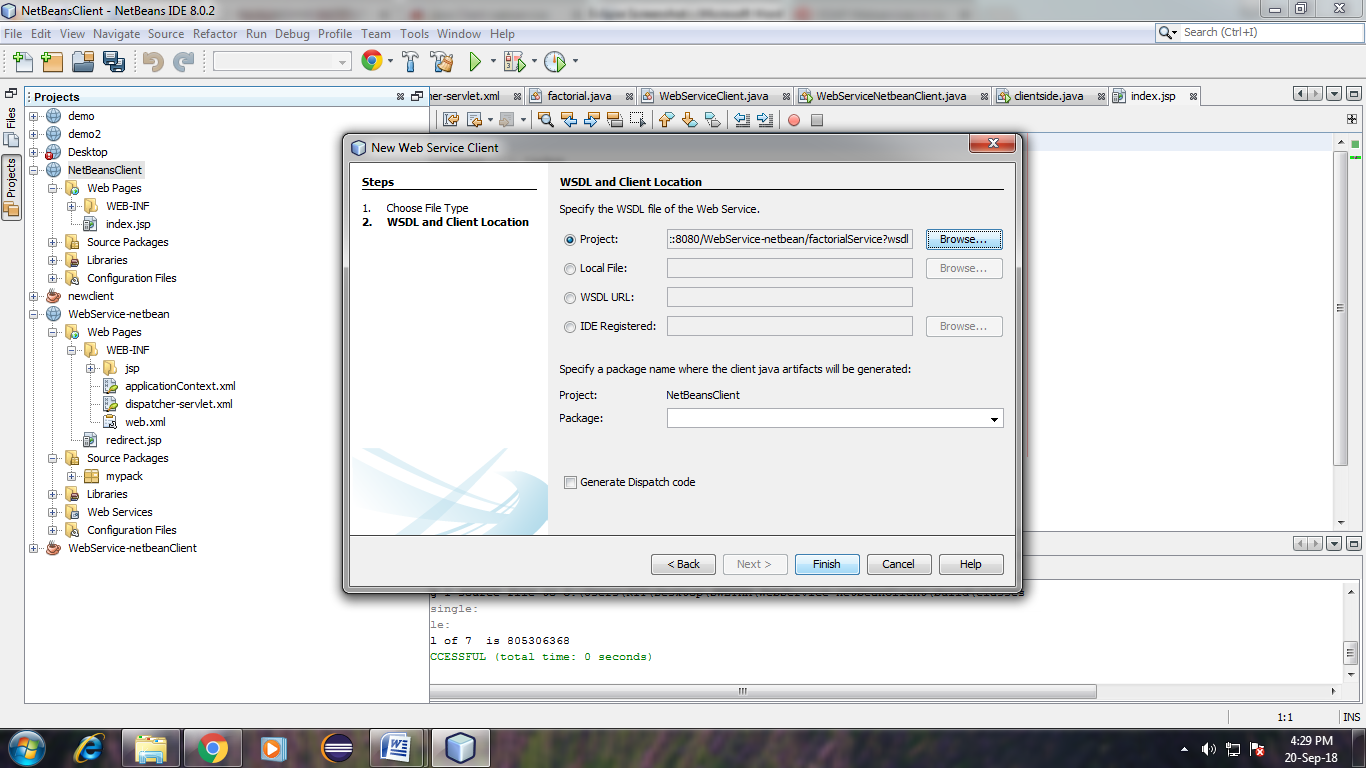 NetBeansClient - NetBeans IDE 8.0.2
File Edit View Navigate Source Refactor Run Debug Profile Team Tools Window Help
Search (Ctrl+I)
Files
Projects
Projects
demo
demo2
Desktop
NetBeansClient
Web Pages
WEB-INF
index.jsp
Source Packages
Libraries
Configuration Files
newclient
WebService-netbean
Web Pages
WEB-INF
jsp
applicationContext.xml
dispatcher-servlet.xml
web.xml
redirect.jsp
Source Packages
mypack
Libraries
Web Services
Configuration Files
WebService-netbeanClient
her-servlet.xml factorial.java WebServiceClient.java WebServiceNetbeanClient.java clientside.java index.jsp
New Web Service Client
Steps
1. Choose File Type
2. WSDL and Client Location
WSDL and Client Location
Specify the WSDL file of the Web Service.
Project: ::8080/WebService-netbean/factorialService?wsdl Browse...
Local File: Browse...
WSDL URL:
IDE Registered: Browse...
Specify a package name where the client java artifacts will be generated:
Project: NetBeansClient
Package:
Generate Dispatch code
< Back Next > Finish Cancel Help
single:
le:
l of 7  is 805306368
CCESSFUL (total time: 0 seconds)
1:1 INS
4:29 PM
20-Sep-18